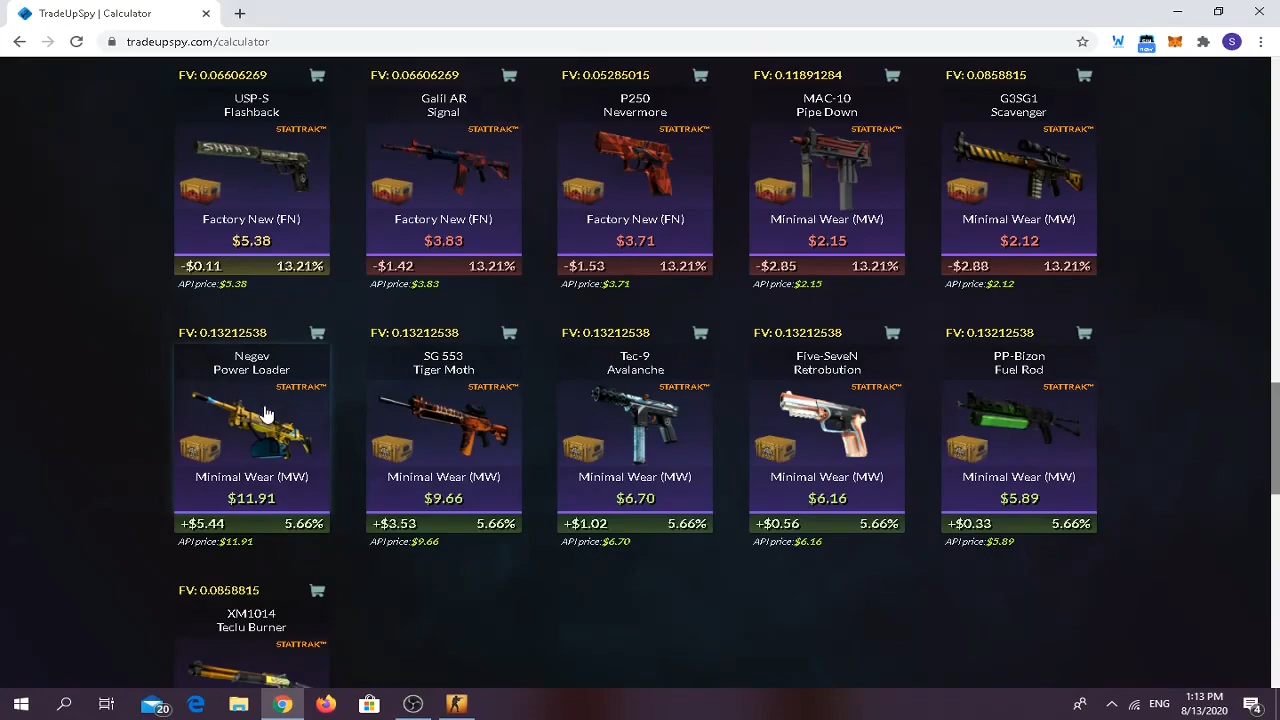 TradeUpSpy | Calculator
tradeupspy.com/calculator
S
FV: 0.06606269
FV: 0.06606269
FV: 0.05285015
FV: 0.11891284
FV: 0.0858815
USP-S
Flashback
Galil AR
Signal
P250
Nevermore
MAC-10
Pipe Down
G3SG1
Scavenger
STATTRAK™
STATTRAK™
STATTRAK™
STATTRAK™
STATTRAK™
Factory New (FN)
Factory New (FN)
Factory New (FN)
Minimal Wear (MW)
Minimal Wear (MW)
$5.38
$3.83
$3.71
$2.15
$2.12
-$0.11 13.21%
-$1.42 13.21%
-$1.53 13.21%
-$2.85 13.21%
-$2.88 13.21%
API price:$5.38
API price:$3.83
API price:$3.71
API price:$2.15
API price:$2.12
FV: 0.13212538
FV: 0.13212538
FV: 0.13212538
FV: 0.13212538
FV: 0.13212538
Negev
Power Loader
SG 553
Tiger Moth
Tec-9
Avalanche
Five-SeveN
Retrobution
PP-Bizon
Fuel Rod
STATTRAK™
STATTRAK™
STATTRAK™
STATTRAK™
STATTRAK™
Minimal Wear (MW)
Minimal Wear (MW)
Minimal Wear (MW)
Minimal Wear (MW)
Minimal Wear (MW)
$11.91
$9.66
$6.70
$6.16
$5.89
+$5.44 5.66%
+$3.53 5.66%
+$1.02 5.66%
+$0.56 5.66%
+$0.33 5.66%
API price:$11.91
API price:$9.66
API price:$6.70
API price:$6.16
API price:$5.89
FV: 0.0858815
XM1014
Teclu Burner
STATTRAK™
20
ENG
1:13 PM
8/13/2020
4